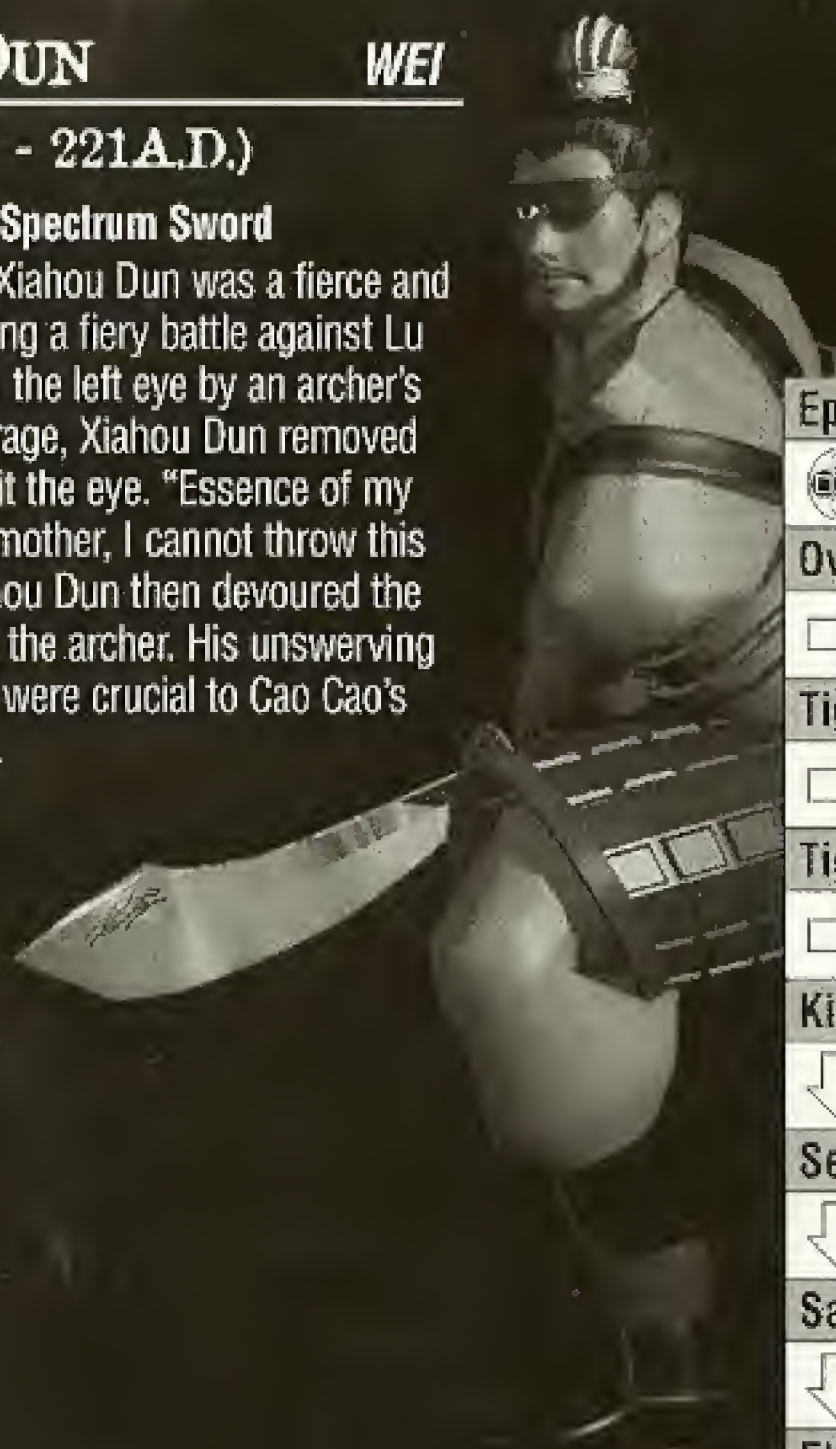 DUN WEI
- 221A.D.)
Spectrum Sword
Xiahou Dun was a fierce and
ng a fiery battle against Lu
the left eye by an archer's
rage, Xiahou Dun removed
it the eye. “Essence of my
mother, I cannot throw this
ou Dun then devoured the
the archer. His unswerving
were crucial to Cao Cao's
.
Ep
Ov
Tig
Tig
Ki
Se
Sa